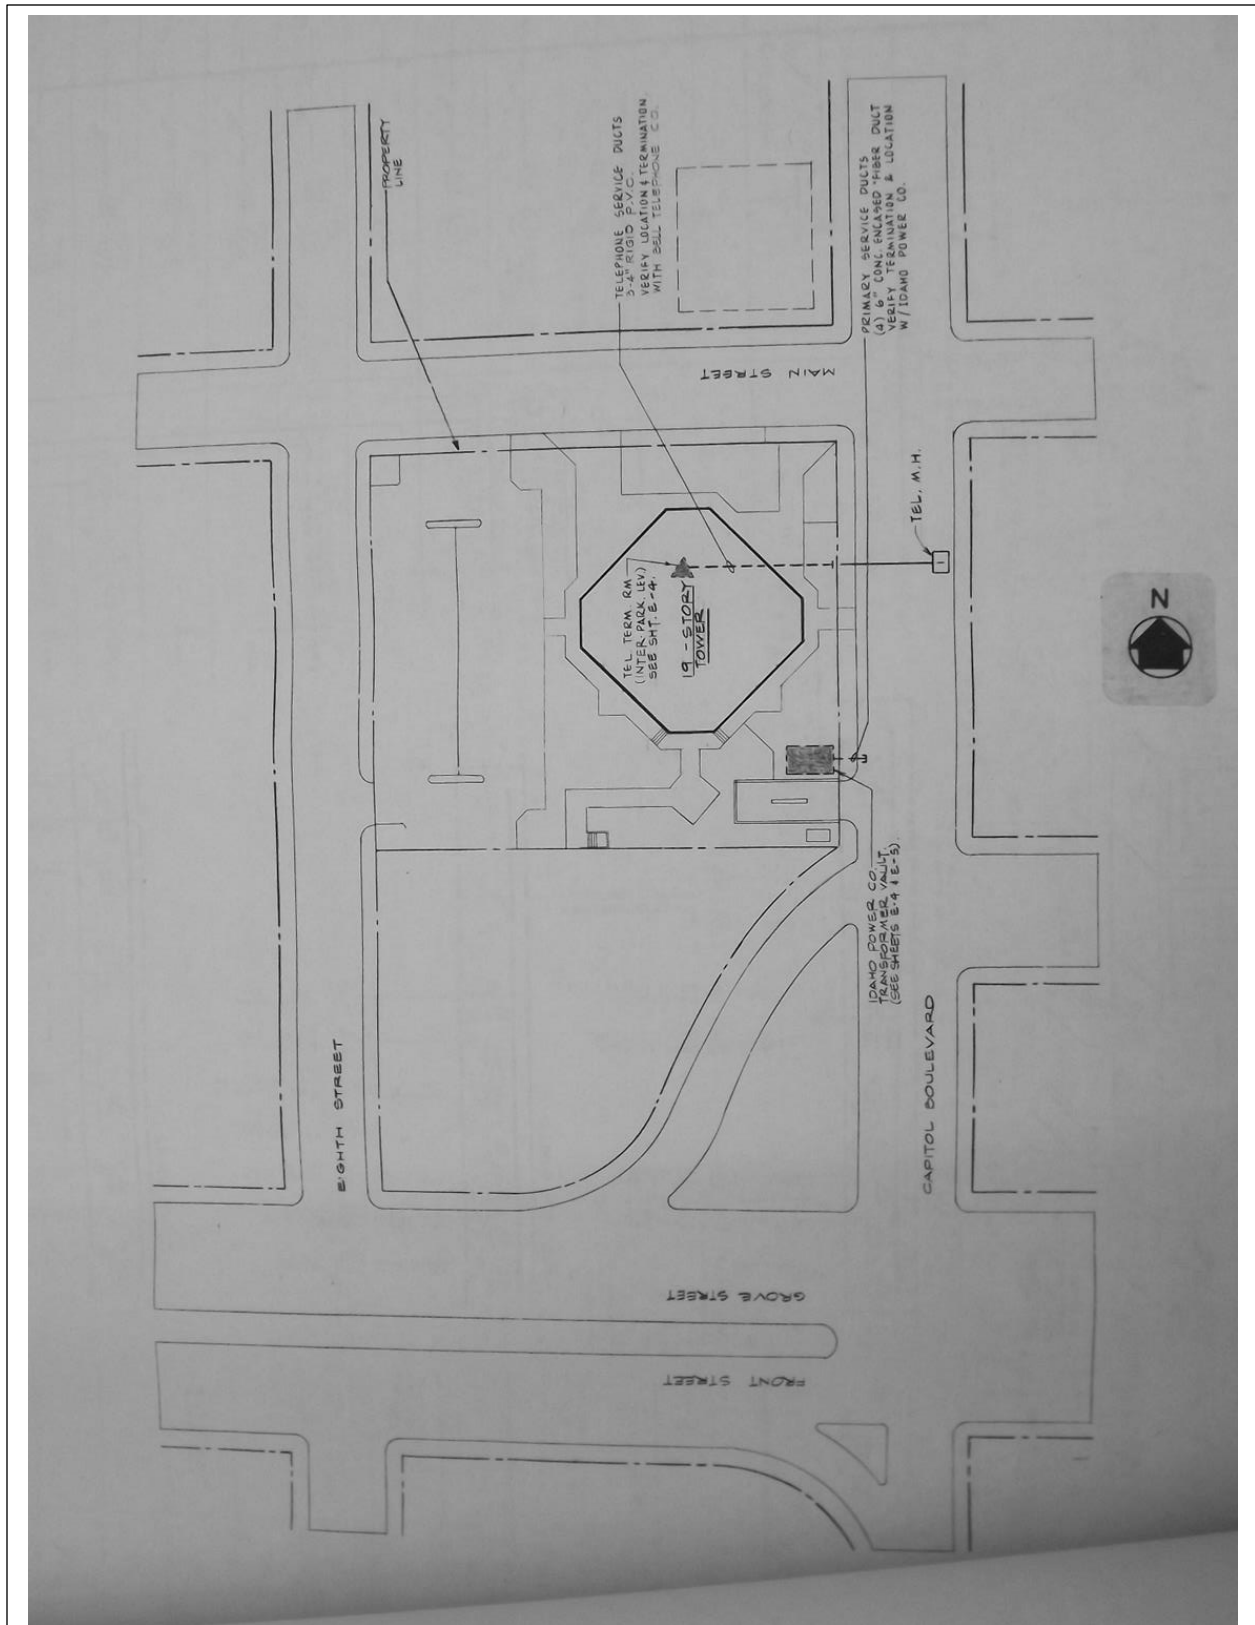 PROPERTY
LINE
TELEPHONE SERVICE DUCTS
3-4" RIGID P.V.C.
VERIFY LOCATION & TERMINATION
WITH BELL TELEPHONE CO.
PRIMARY SERVICE DUCTS
(4) 6" CONC. ENCASED FIBER DUCT
VERIFY TERMINATION & LOCATION
W/IDAHO POWER CO.
MAIN STREET
TEL. M.H.
TEL. TERM. RM
(INTER. PARK. LEV.)
SEE SHT. E-4.
19 - STORY
TOWER
N
IDAHO POWER CO.
TRANSFORMER VAULT.
(SEE SHEETS E-4 & E-5).
EIGHTH STREET
CAPITOL BOULEVARD
GROVE STREET
FRONT STREET